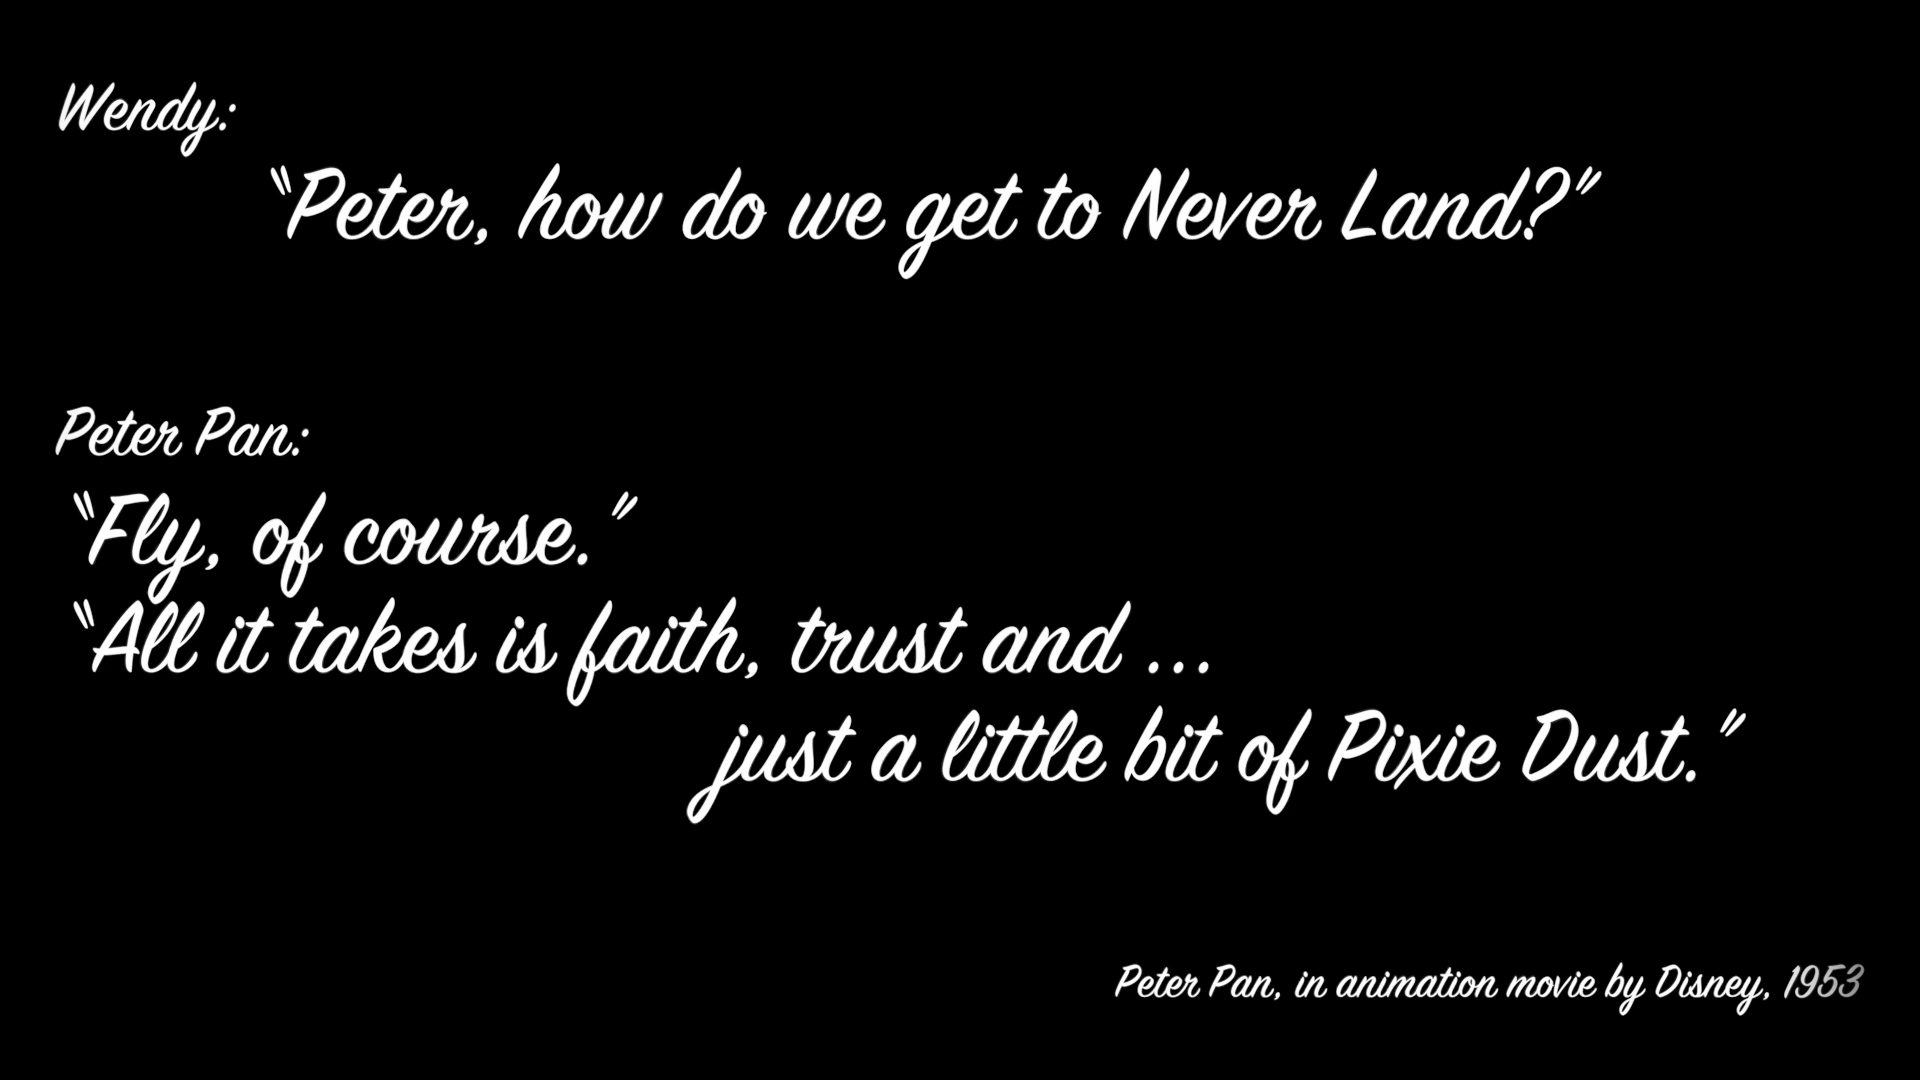 Wendy:
“Peter, how do we get to Never Land?”
Peter Pan:
“Fly, of course.”
“All it takes is faith, trust and ...
just a little bit of Pixie Dust.”
Peter Pan, in animation movie by Disney, 1953